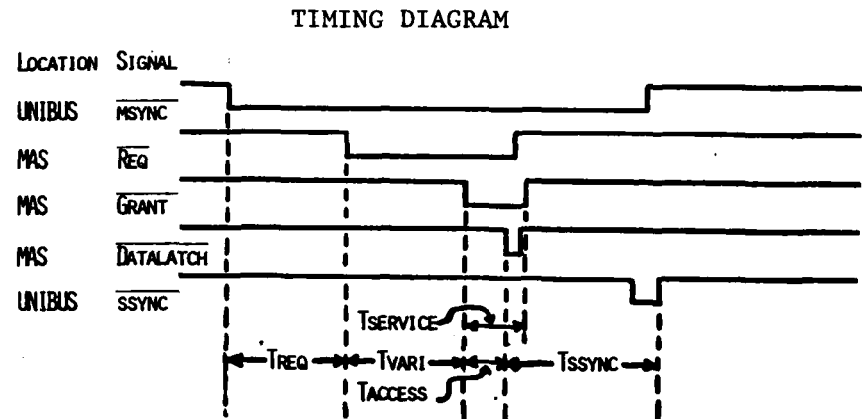 TIMING DIAGRAM
LOCATION SIGNAL
UNIBUS MSYNC
MAS REQ
MAS GRANT
MAS DATALATCH
UNIBUS SSYNC
TSERVICE
TREQ TVARI TSSYNC
TACCESS